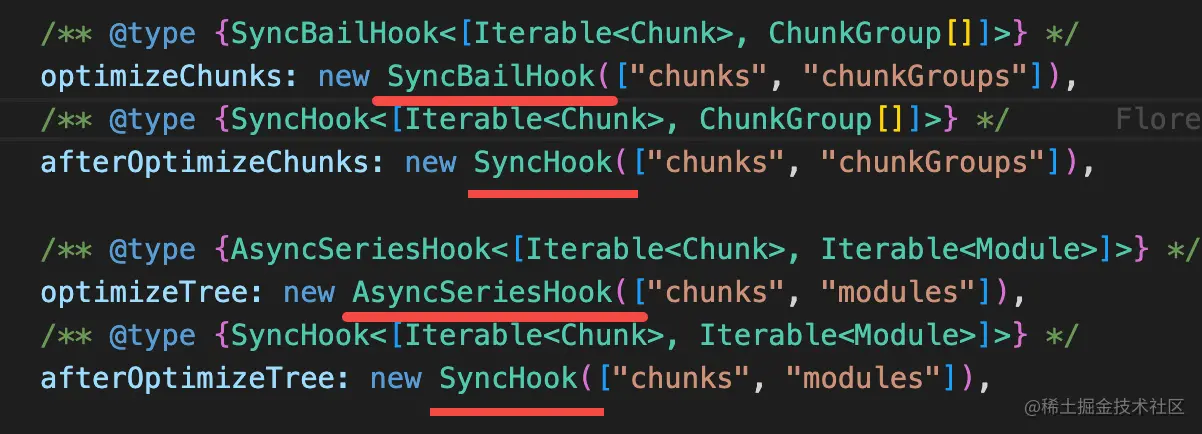 /** @type {SyncBailHook<[Iterable<Chunk>, ChunkGroup[]]>} */
optimizeChunks: new SyncBailHook(["chunks", "chunkGroups"]),
/** @type {SyncHook<[Iterable<Chunk>, ChunkGroup[]]>} */ Flore
afterOptimizeChunks: new SyncHook(["chunks", "chunkGroups"]),
/** @type {AsyncSeriesHook<[Iterable<Chunk>, Iterable<Module>]>} */
optimizeTree: new AsyncSeriesHook(["chunks", "modules"]),
/** @type {SyncHook<[Iterable<Chunk>, Iterable<Module>]>} */
afterOptimizeTree: new SyncHook(["chunks", "modules"]),
@稀土掘金技术社区